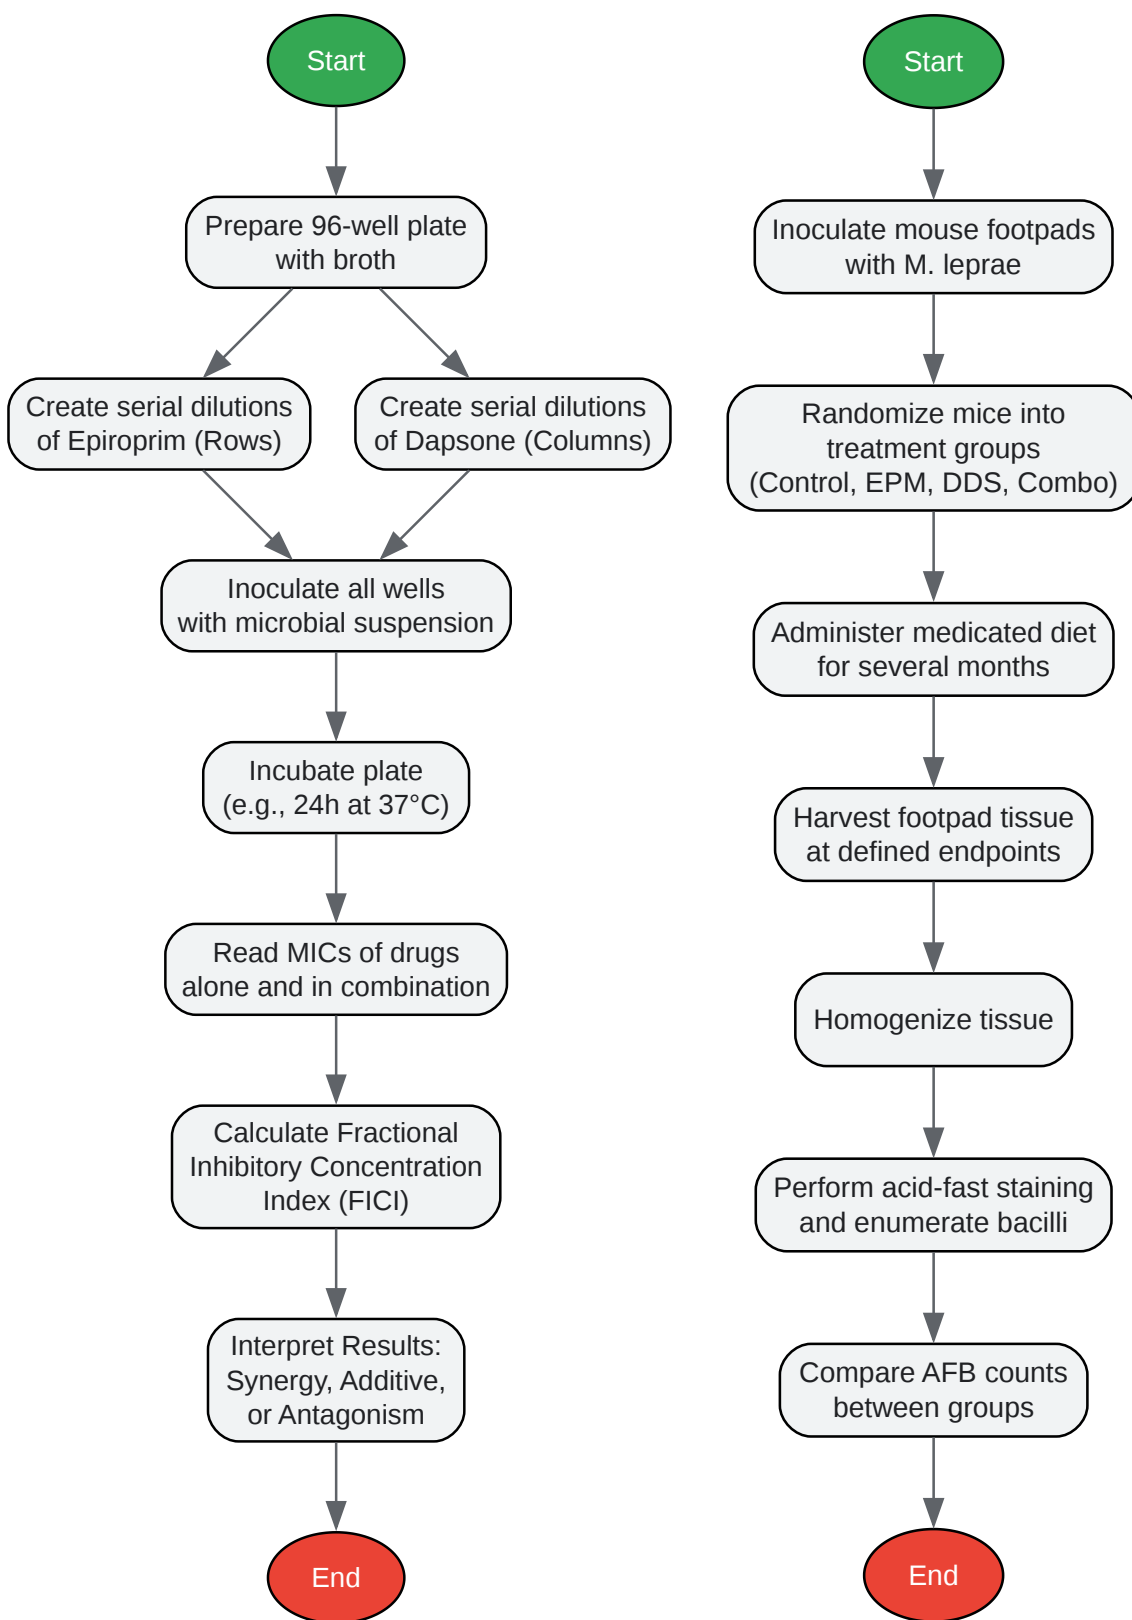 Start
Prepare 96-well plate
with broth
Create serial dilutions
of Epiroprim (Rows)
Create serial dilutions
of Dapsone (Columns)
Inoculate all wells
with microbial suspension
Incubate plate
(e.g., 24h at 37°C)
Read MICs of drugs
alone and in combination
Calculate Fractional
Inhibitory Concentration
Index (FICI)
Interpret Results:
Synergy, Additive,
or Antagonism
End
Start
Inoculate mouse footpads
with M. leprae
Randomize mice into
treatment groups
(Control, EPM, DDS, Combo)
Administer medicated diet
for several months
Harvest footpad tissue
at defined endpoints
Homogenize tissue
Perform acid-fast staining
and enumerate bacilli
Compare AFB counts
between groups
End